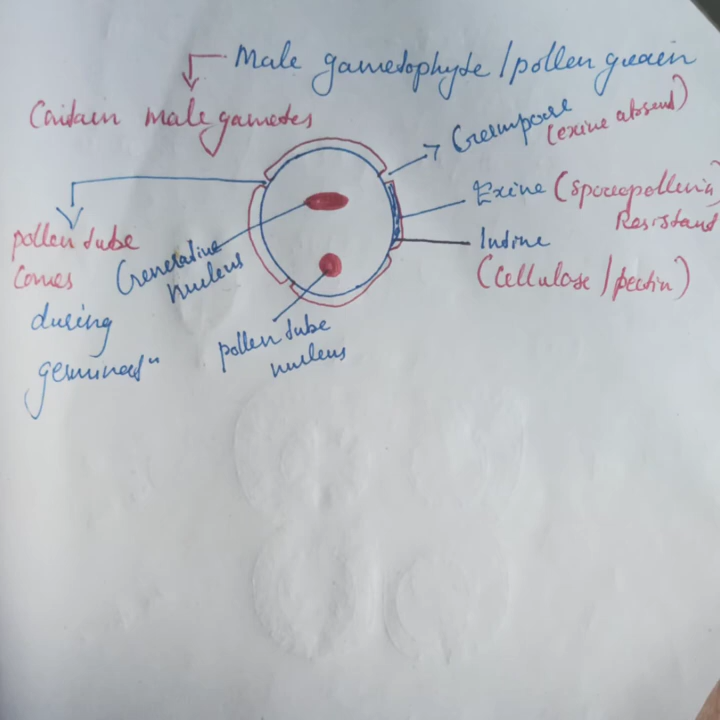 Male gametophyte / pollen grain
Contain male gametes
Germpore
(exine absent)
Exine (sporopollenin)
Resistant
Intine
(Cellulose / pectin)
pollen tube
comes
during
germinatn
Generative
nucleus
pollen tube
nucleus